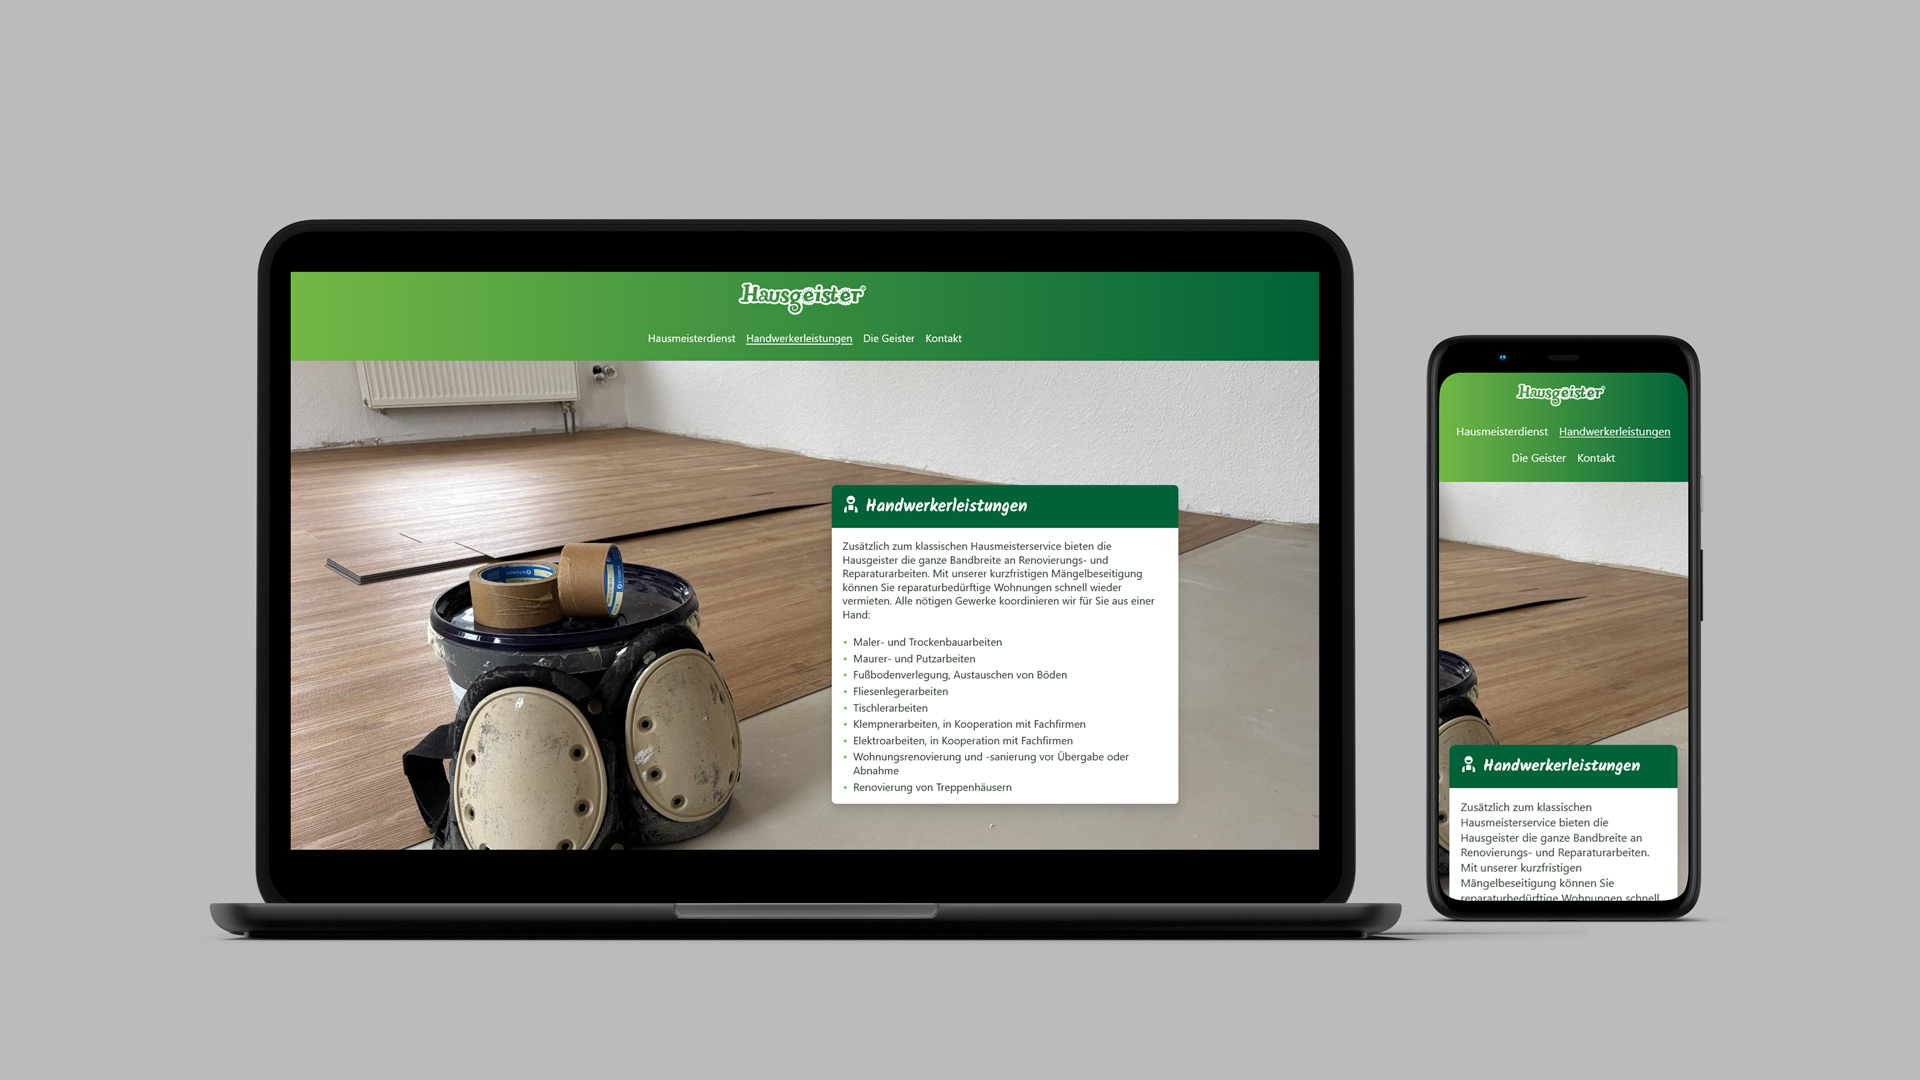 Hausgeister®
Hausmeisterdienst Handwerkerleistungen Die Geister Kontakt
Handwerkerleistungen
Zusätzlich zum klassischen Hausmeisterservice bieten die
Hausgeister die ganze Bandbreite an Renovierungs- und
Reparaturarbeiten. Mit unserer kurzfristigen Mängelbeseitigung
können Sie reparaturbedürftige Wohnungen schnell wieder
vermieten. Alle nötigen Gewerke koordinieren wir für Sie aus einer
Hand:
• Maler- und Trockenbauarbeiten
• Maurer- und Putzarbeiten
• Fußbodenverlegung, Austauschen von Böden
• Fliesenlegerarbeiten
• Tischlerarbeiten
• Klempnerarbeiten, in Kooperation mit Fachfirmen
• Elektroarbeiten, in Kooperation mit Fachfirmen
• Wohnungsrenovierung und -sanierung vor Übergabe oder
Abnahme
• Renovierung von Treppenhäusern
Hausgeister®
Hausmeisterdienst Handwerkerleistungen
Die Geister Kontakt
Handwerkerleistungen
Zusätzlich zum klassischen
Hausmeisterservice bieten die
Hausgeister die ganze Bandbreite an
Renovierungs- und Reparaturarbeiten.
Mit unserer kurzfristigen
Mängelbeseitigung können Sie
reparaturbedürftige Wohnungen schnell